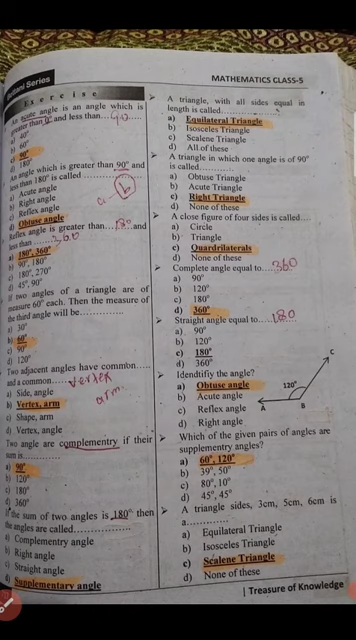 ltani Series
MATHEMATICS CLASS-5
Exercise
An acute angle is an angle which is
greater than 0° and less than....90
a) 40°
b) 60°
c) 90°
d) 180°
An angle which is greater than 90° and
less than 180° is called..........
a) Acute angle
b) Right angle
c) Reflex angle
d) Obtuse angle
b
Reflex angle is greater than....180 and
less than ........360
a) 180°, 360°
b) 90°, 180°
c) 180°, 270°
d) 45°, 90°
If two angles of a triangle are of
measure 60° each. Then the measure of
the third angle will be..............
a) 30°
b) 60°
c) 90°
d) 120°
Two adjacent angles have common.....
and a common.....vertex
arm.
a) Side, angle
b) Vertex, arm
c) Shape, arm
d) Vertex, angle
Two angle are complementry if their
sum is..........
a) 90°
b) 120°
c) 180°
d) 360°
If the sum of two angles is 180° then
the angles are called.............
a) Complementry angle
b) Right angle
c) Straight angle
d) Supplementary angle
➢ A triangle, with all sides equal in
length is called...........
a) Equilateral Triangle
b) Isosceles Triangle
c) Scalene Triangle
d) All of these
➢ A triangle in which one angle is of 90°
is called............
a) Obtuse Triangle
b) Acute Triangle
c) Right Triangle
d) None of these
A close figure of four sides is called....
a) Circle
b) Triangle
c) Quardrilaterals
d) None of these
➢ Complete angle equal to.....360
a) 90°
b) 120°
c) 180°
d) 360°
Straight angle equal to.....180
a) 90°
b) 120°
c) 180°
d) 360°
➢ Idendtifiy the angle?
a) Obtuse angle
b) Acute angle
c) Reflex angle
d) Right angle
C
120°
A
B
➢ Which of the given pairs of angles are
supplementry angles?
a) 60°, 120°
b) 39°, 50°
c) 80°, 10°
d) 45°, 45°
➢ A triangle sides, 3cm, 5cm, 6cm is
a............
a) Equilateral Triangle
b) Isosceles Triangle
c) Scalene Triangle
d) None of these
| Treasure of Knowledge